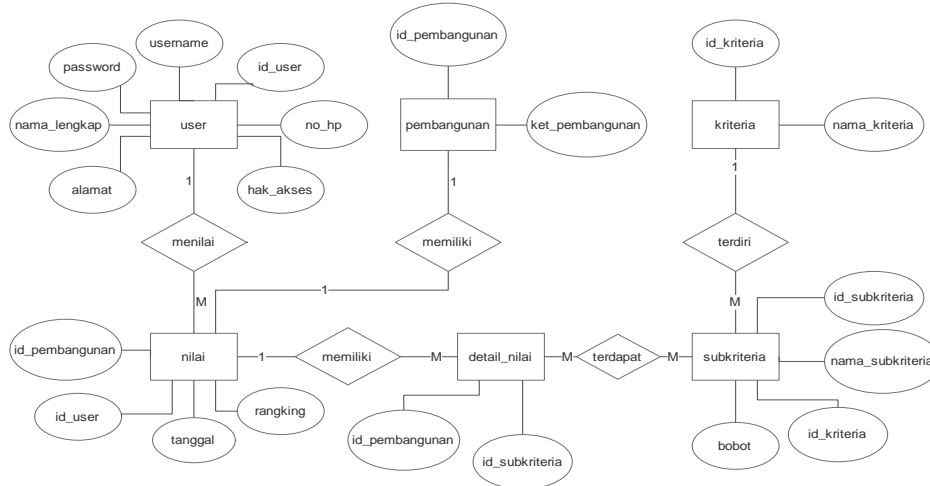 username
id_pembangunan
id_kriteria
password
id_user
nama_lengkap
user
no_hp
pembangunan
ket_pembangunan
kriteria
nama_kriteria
alamat
hak_akses
1
1
1
menilai
memiliki
terdiri
1
M
M
id_subkriteria
id_pembangunan
nilai
1
memiliki
M
detail_nilai
M
terdapat
M
subkriteria
nama_subkriteria
id_user
rangking
tanggal
id_pembangunan
id_subkriteria
bobot
id_kriteria